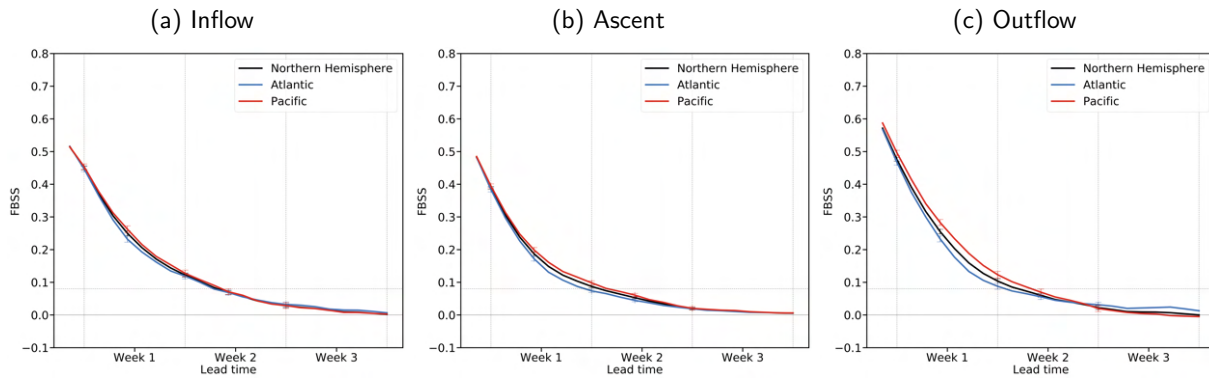 (a) Inflow
0.8
0.7
0.6
0.5
0.4
0.3
0.2
0.1
0.0
−0.1
FBSS
Northern Hemisphere
Atlantic
Pacific
Week 1 Week 2 Week 3
Lead time
(b) Ascent
0.8
0.7
0.6
0.5
0.4
0.3
0.2
0.1
0.0
−0.1
FBSS
Northern Hemisphere
Atlantic
Pacific
Week 1 Week 2 Week 3
Lead time
(c) Outflow
0.8
0.7
0.6
0.5
0.4
0.3
0.2
0.1
0.0
−0.1
FBSS
Northern Hemisphere
Atlantic
Pacific
Week 1 Week 2 Week 3
Lead time